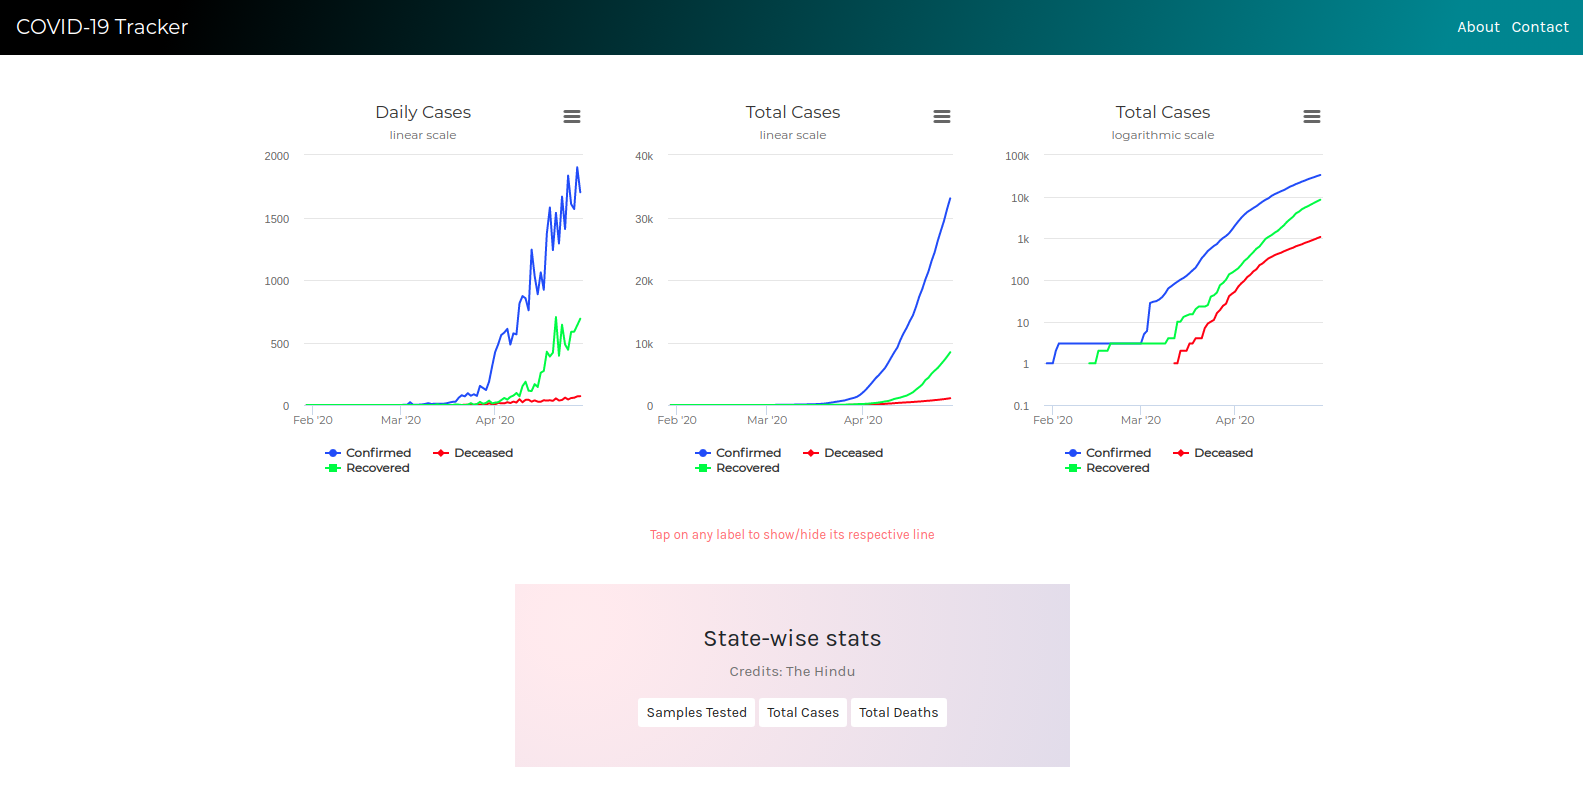 COVID-19 Tracker
About Contact
Daily Cases
linear scale
2000
1500
1000
500
0
Feb '20 Mar '20 Apr '20
Confirmed Deceased
Recovered
Total Cases
linear scale
40k
30k
20k
10k
0
Feb '20 Mar '20 Apr '20
Confirmed Deceased
Recovered
Total Cases
logarithmic scale
100k
10k
1k
100
10
1
0.1
Feb '20 Mar '20 Apr '20
Confirmed Deceased
Recovered
Tap on any label to show/hide its respective line
State-wise stats
Credits: The Hindu
Samples Tested Total Cases Total Deaths